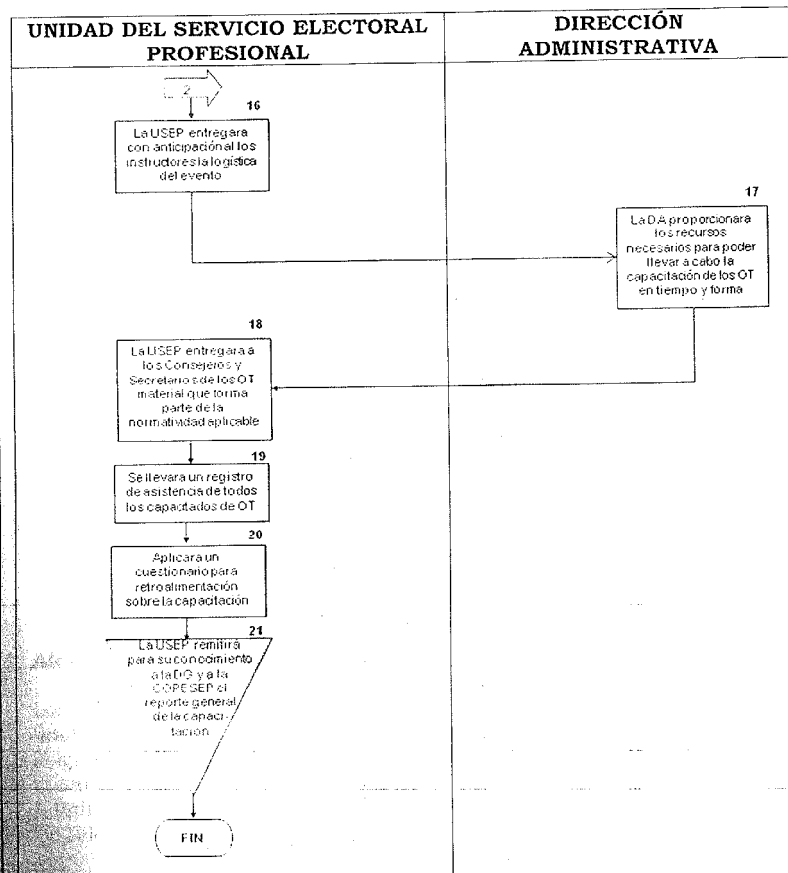 UNIDAD DEL SERVICIO ELECTORAL
PROFESIONAL
DIRECCIÓN
ADMINISTRATIVA
2
16
La USEP entregara
con anticipación al los
instructores la logística
del evento
17
La DA proporcionara
los recursos
necesarios para poder
llevar a cabo la
capacitación de los OT
en tiempo y forma
18
La USEP entregara a
los Consejeros y
Secretarios de los OT
material que forma
parte de la
normatividad aplicable
19
Se llevara un registro
de asistencia de todos
los capacitados de OT
20
Aplicara un
cuestionario para
retroalimentación
sobre la capacitación
21
La USEP remitirá
para su conocimiento
a la DG y a la
COPESEP el
reporte general
de la capaci-
tación
FIN